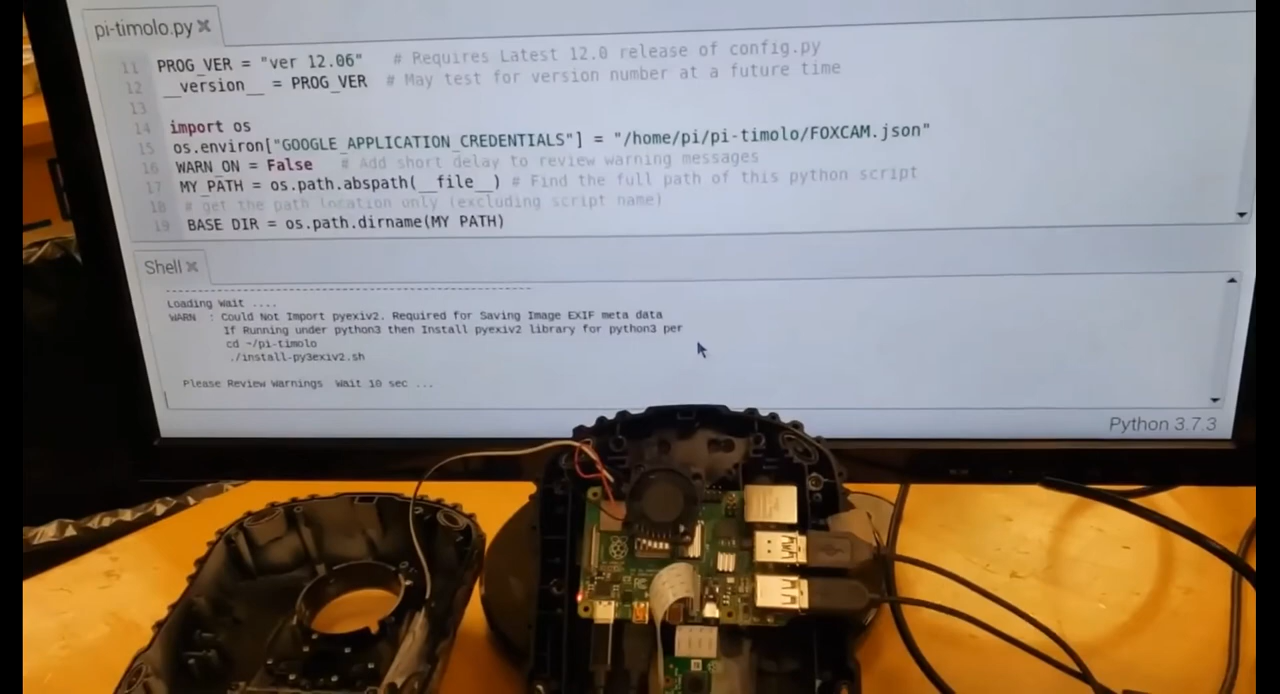 pi-timolo.py ✖
11 PROG_VER = "ver 12.06" # Requires Latest 12.0 release of config.py
12 __version__ = PROG_VER # May test for version number at a future time
13
14 import os
15 os.environ["GOOGLE_APPLICATION_CREDENTIALS"] = "/home/pi/pi-timolo/FOXCAM.json"
16 WARN_ON = False # Add short delay to review warning messages
17 MY_PATH = os.path.abspath(__file__) # Find the full path of this python script
18 # get the path location only (excluding script name)
19 BASE_DIR = os.path.dirname(MY_PATH)
Shell ✖
----------------------------------------------------------------------
Loading Wait ....
WARN : Could Not Import pyexiv2. Required for Saving Image EXIF meta data
If Running under python3 then Install pyexiv2 library for python3 per
cd ~/pi-timolo
./install-py3exiv2.sh
Please Review Warnings Wait 10 sec ...
Python 3.7.3